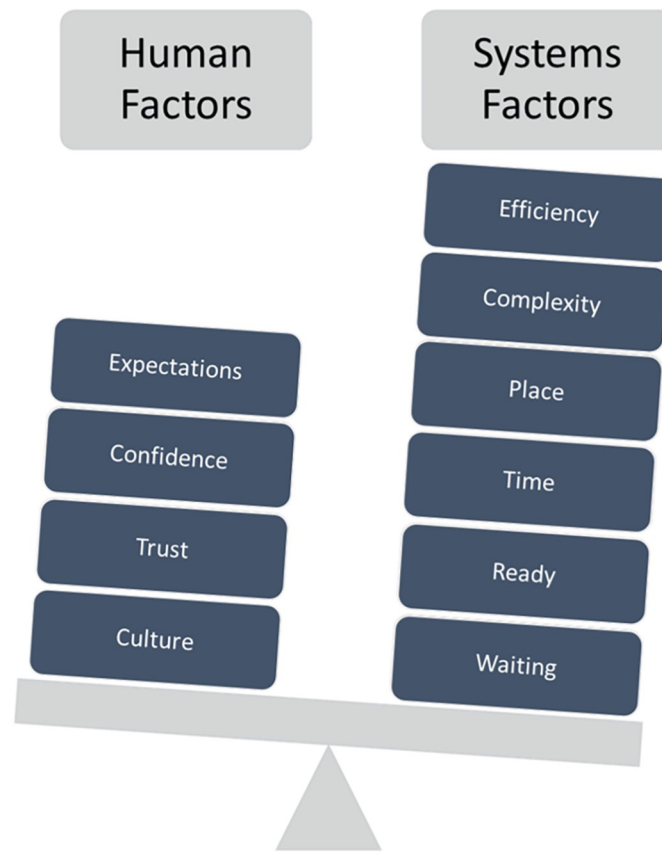 Human
Factors
Systems
Factors
Expectations
Confidence
Trust
Culture
Efficiency
Complexity
Place
Time
Ready
Waiting